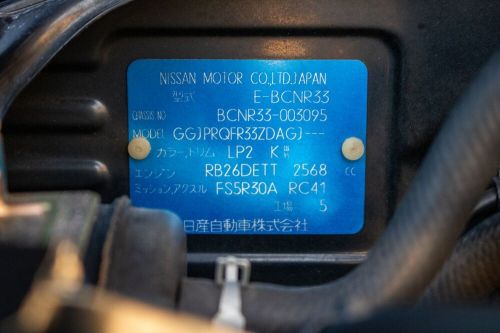 NISSAN MOTOR CO.,LTD.JAPAN
型式 E-BCNR33
CHASSIS NO BCNR33-003095
MODEL GGJPRQFR33ZDAGJ---
カラー,トリム LP2 K
エンジン RB26DETT 2568 CC
ミッション,アクスル FS5R30A RC41
工場 5
日産自動車株式会社